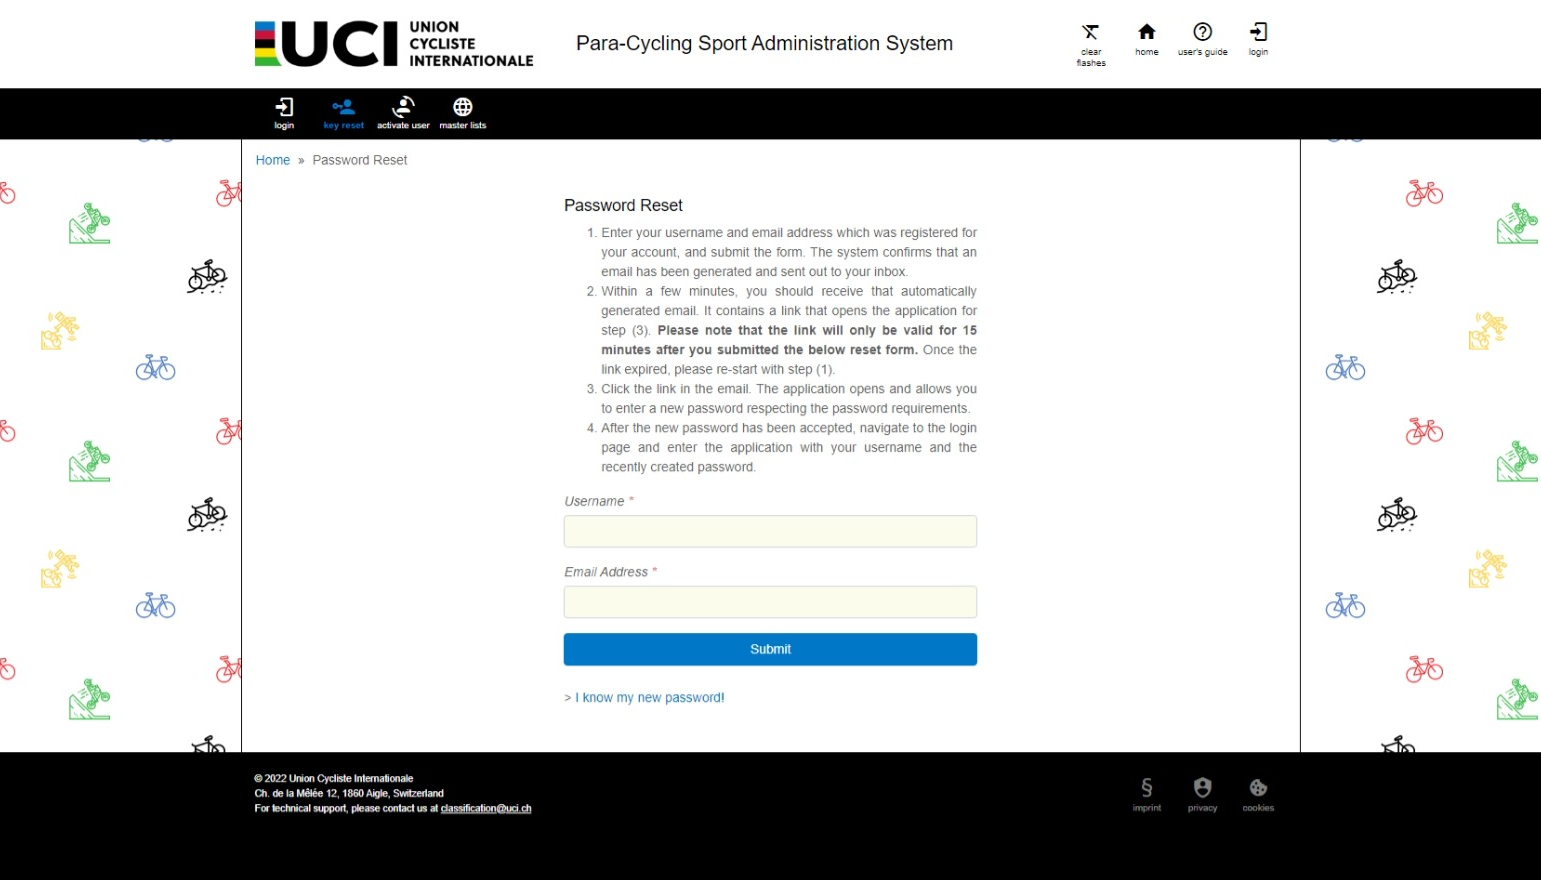 UCI UNION
CYCLISTE
INTERNATIONALE
Para-Cycling Sport Administration System
clear
flashes
home
user's guide
login
login
key reset
activate user
master lists
Home » Password Reset
Password Reset
1. Enter your username and email address which was registered for
your account, and submit the form. The system confirms that an
email has been generated and sent out to your inbox.
2. Within a few minutes, you should receive that automatically
generated email. It contains a link that opens the application for
step (3). Please note that the link will only be valid for 15
minutes after you submitted the below reset form. Once the
link expired, please re-start with step (1).
3. Click the link in the email. The application opens and allows you
to enter a new password respecting the password requirements.
4. After the new password has been accepted, navigate to the login
page and enter the application with your username and the
recently created password.
Username *
Email Address *
Submit
> I know my new password!
© 2022 Union Cycliste Internationale
Ch. de la Mêlée 12, 1860 Aigle, Switzerland
For technical support, please contact us at classification@uci.ch
§
imprint
privacy
cookies